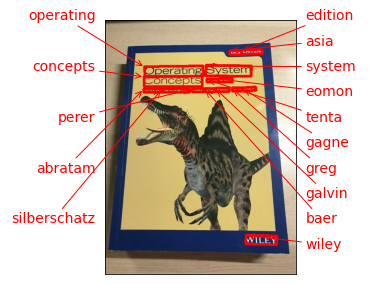 operating
concepts
perer
abratam
silberschatz
Operating System
Concepts
WILEY
edition
asia
system
eomon
tenta
gagne
greg
galvin
baer
wiley